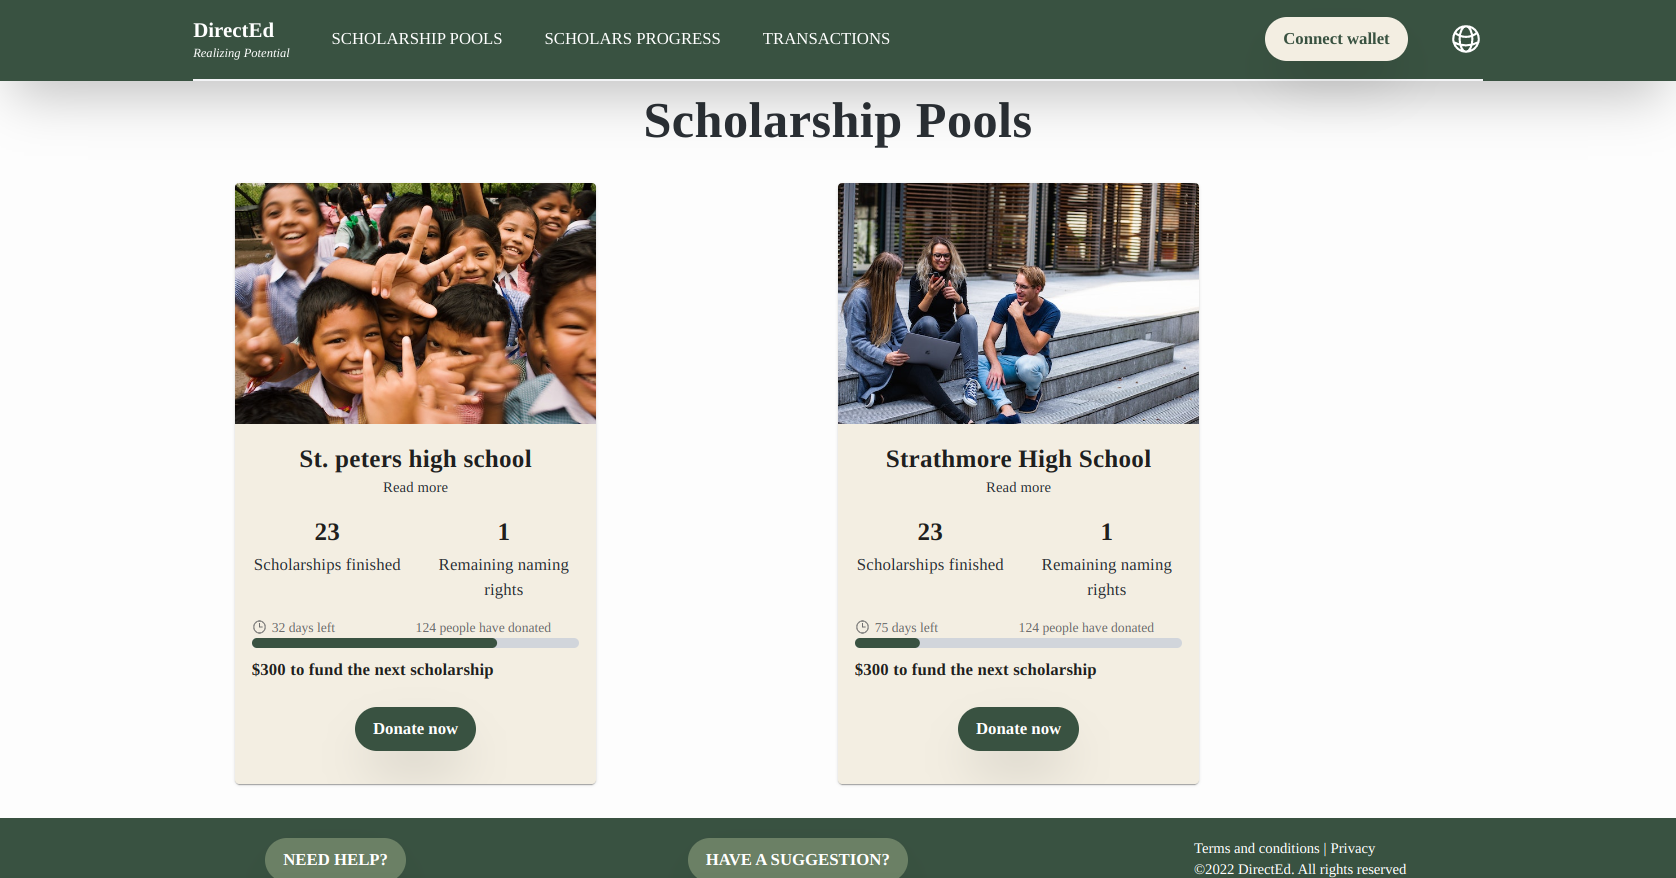 DirectEd
Realizing Potential
SCHOLARSHIP POOLS
SCHOLARS PROGRESS
TRANSACTIONS
Connect wallet
Scholarship Pools
St. peters high school
Read more
23
1
Scholarships finished
Remaining naming
rights
32 days left
124 people have donated
$300 to fund the next scholarship
Donate now
Strathmore High School
Read more
23
1
Scholarships finished
Remaining naming
rights
75 days left
124 people have donated
$300 to fund the next scholarship
Donate now
NEED HELP?
HAVE A SUGGESTION?
Terms and conditions | Privacy
©2022 DirectEd. All rights reserved